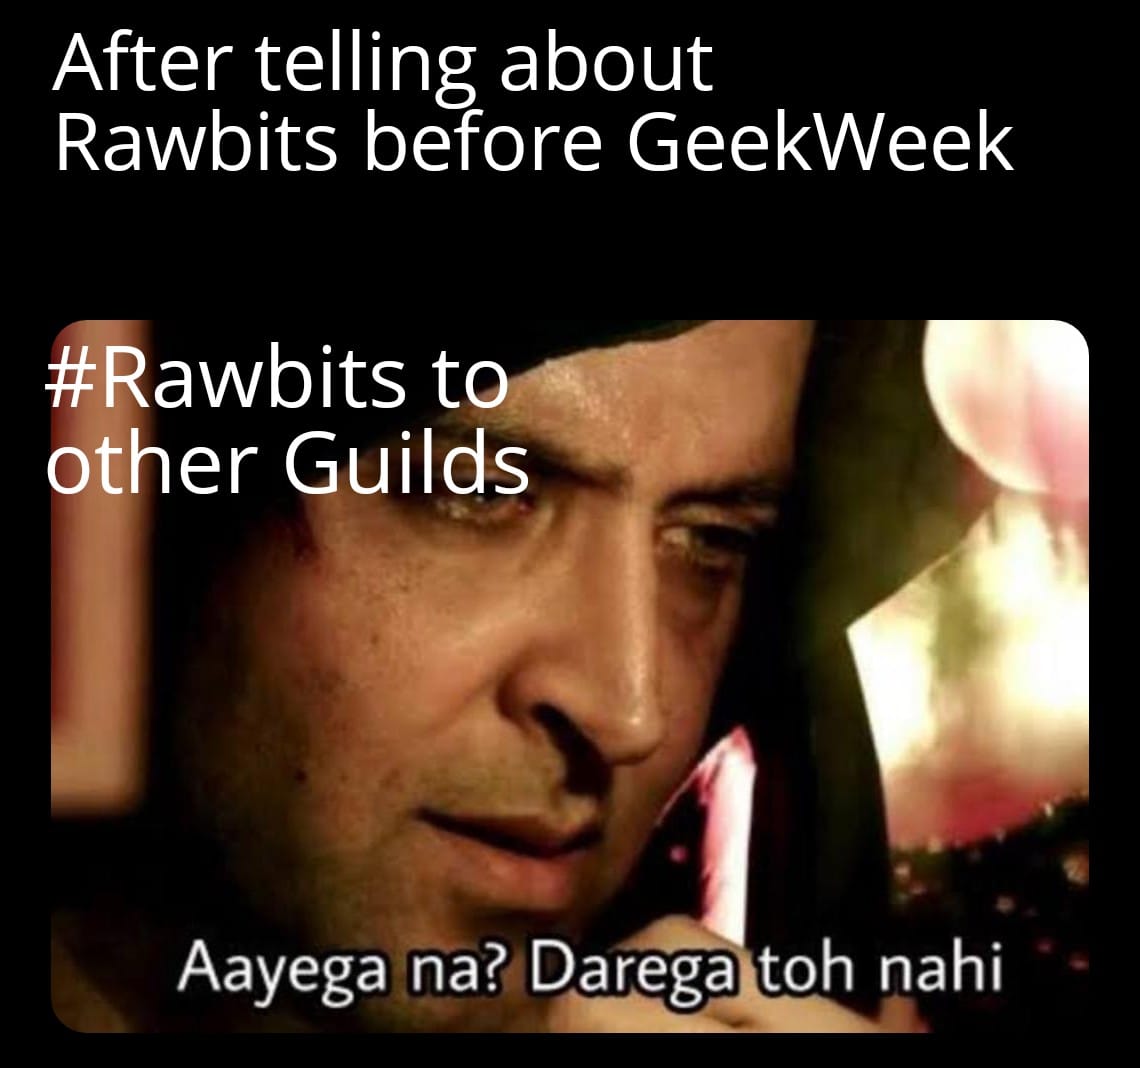 After telling about
Rawbits before GeekWeek
#Rawbits to
other Guilds
Aayega na? Darega toh nahi